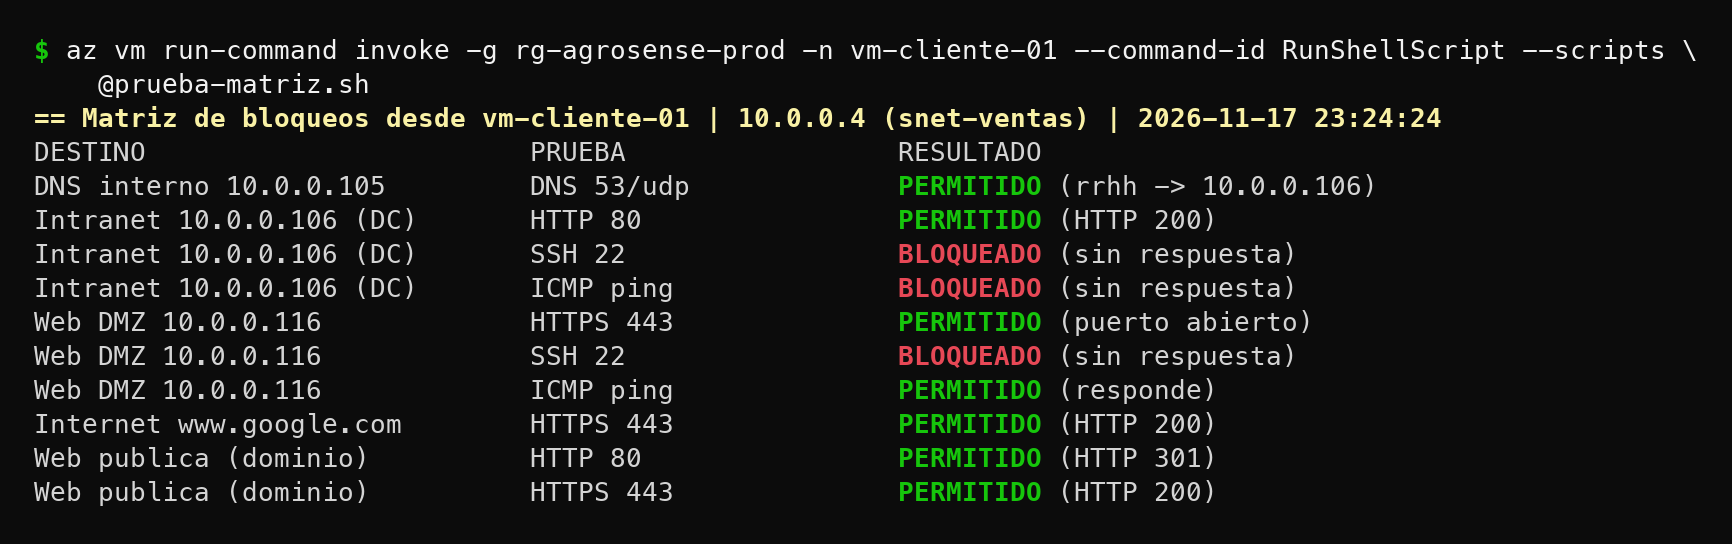 $ az vm run-command invoke -g rg-agrosense-prod -n vm-cliente-01 --command-id RunShellScript --scripts \
    @prueba-matriz.sh
== Matriz de bloqueos desde vm-cliente-01 | 10.0.0.4 (snet-ventas) | 2026-11-17 23:24:24
DESTINO                        PRUEBA                 RESULTADO
DNS interno 10.0.0.105         DNS 53/udp             PERMITIDO (rrhh -> 10.0.0.106)
Intranet 10.0.0.106 (DC)       HTTP 80                PERMITIDO (HTTP 200)
Intranet 10.0.0.106 (DC)       SSH 22                 BLOQUEADO (sin respuesta)
Intranet 10.0.0.106 (DC)       ICMP ping              BLOQUEADO (sin respuesta)
Web DMZ 10.0.0.116             HTTPS 443              PERMITIDO (puerto abierto)
Web DMZ 10.0.0.116             SSH 22                 BLOQUEADO (sin respuesta)
Web DMZ 10.0.0.116             ICMP ping              PERMITIDO (responde)
Internet www.google.com        HTTPS 443              PERMITIDO (HTTP 200)
Web publica (dominio)          HTTP 80                PERMITIDO (HTTP 301)
Web publica (dominio)          HTTPS 443              PERMITIDO (HTTP 200)